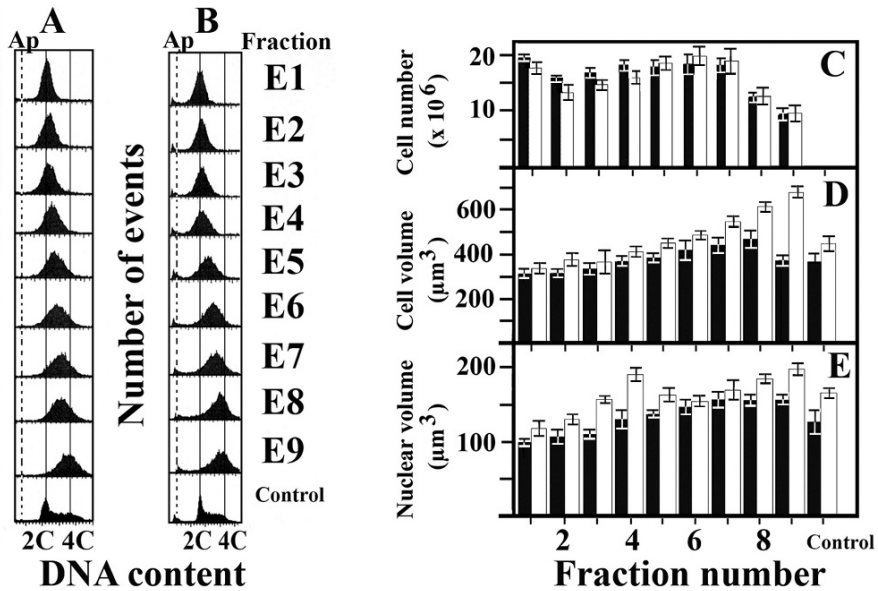 A
B
Ap
Ap
Fraction
E1
E2
E3
E4
E5
E6
E7
E8
E9
Control
Number of events
2C 4C
2C 4C
DNA content
C
Cell number
(x 10⁶)
20
10
D
Cell volume
(µm³)
600
400
200
E
Nuclear volume
(µm³)
200
100
2 4 6 8 Control
Fraction number